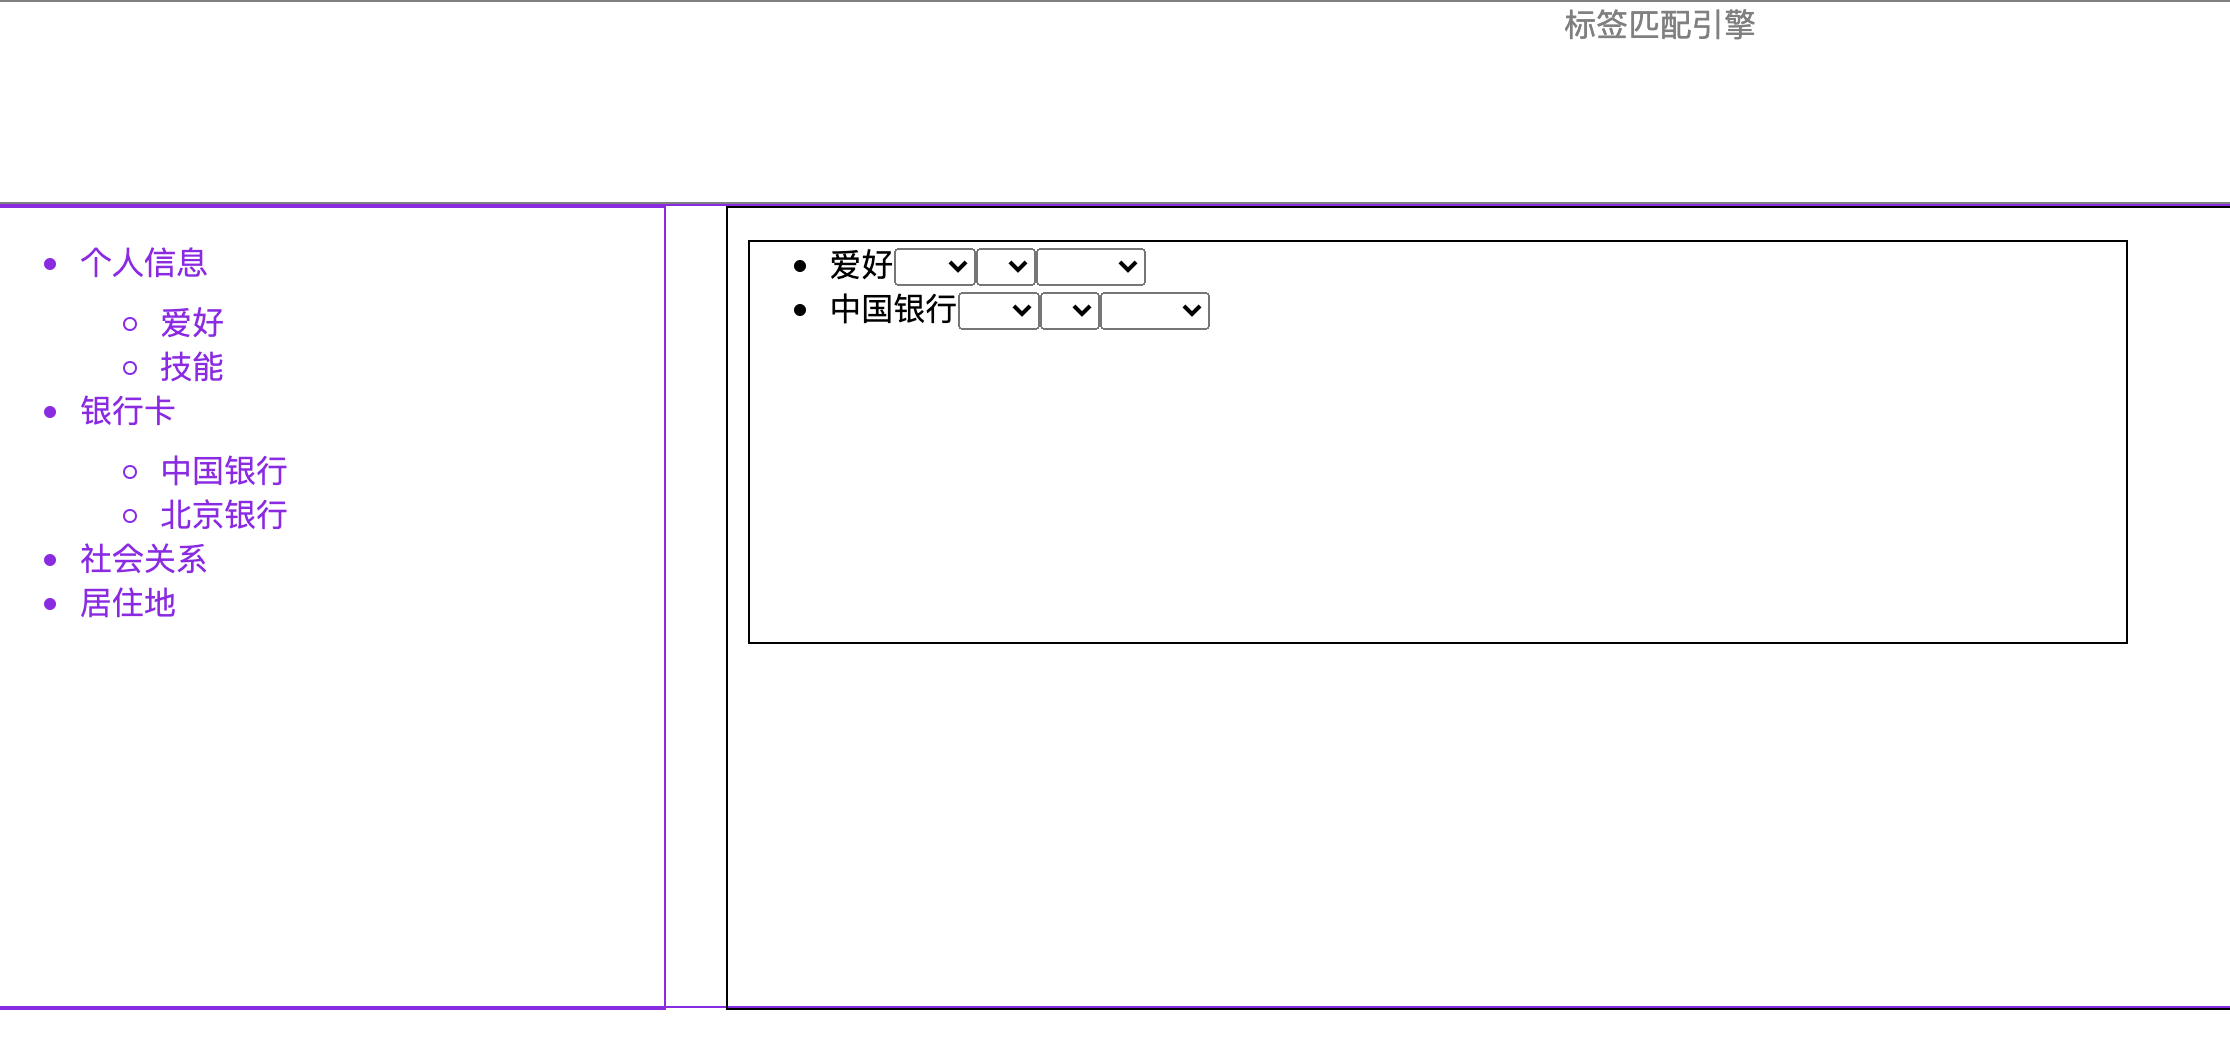 标签匹配引擎
个人信息
爱好
技能
银行卡
中国银行
北京银行
社会关系
居住地
爱好
中国银行